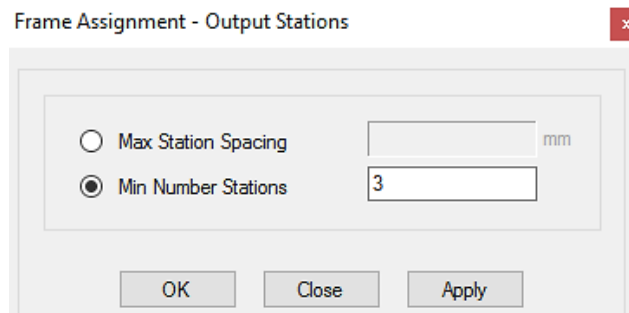 Frame Assignment - Output Stations
x
Max Station Spacing
mm
Min Number Stations
3
OK
Close
Apply